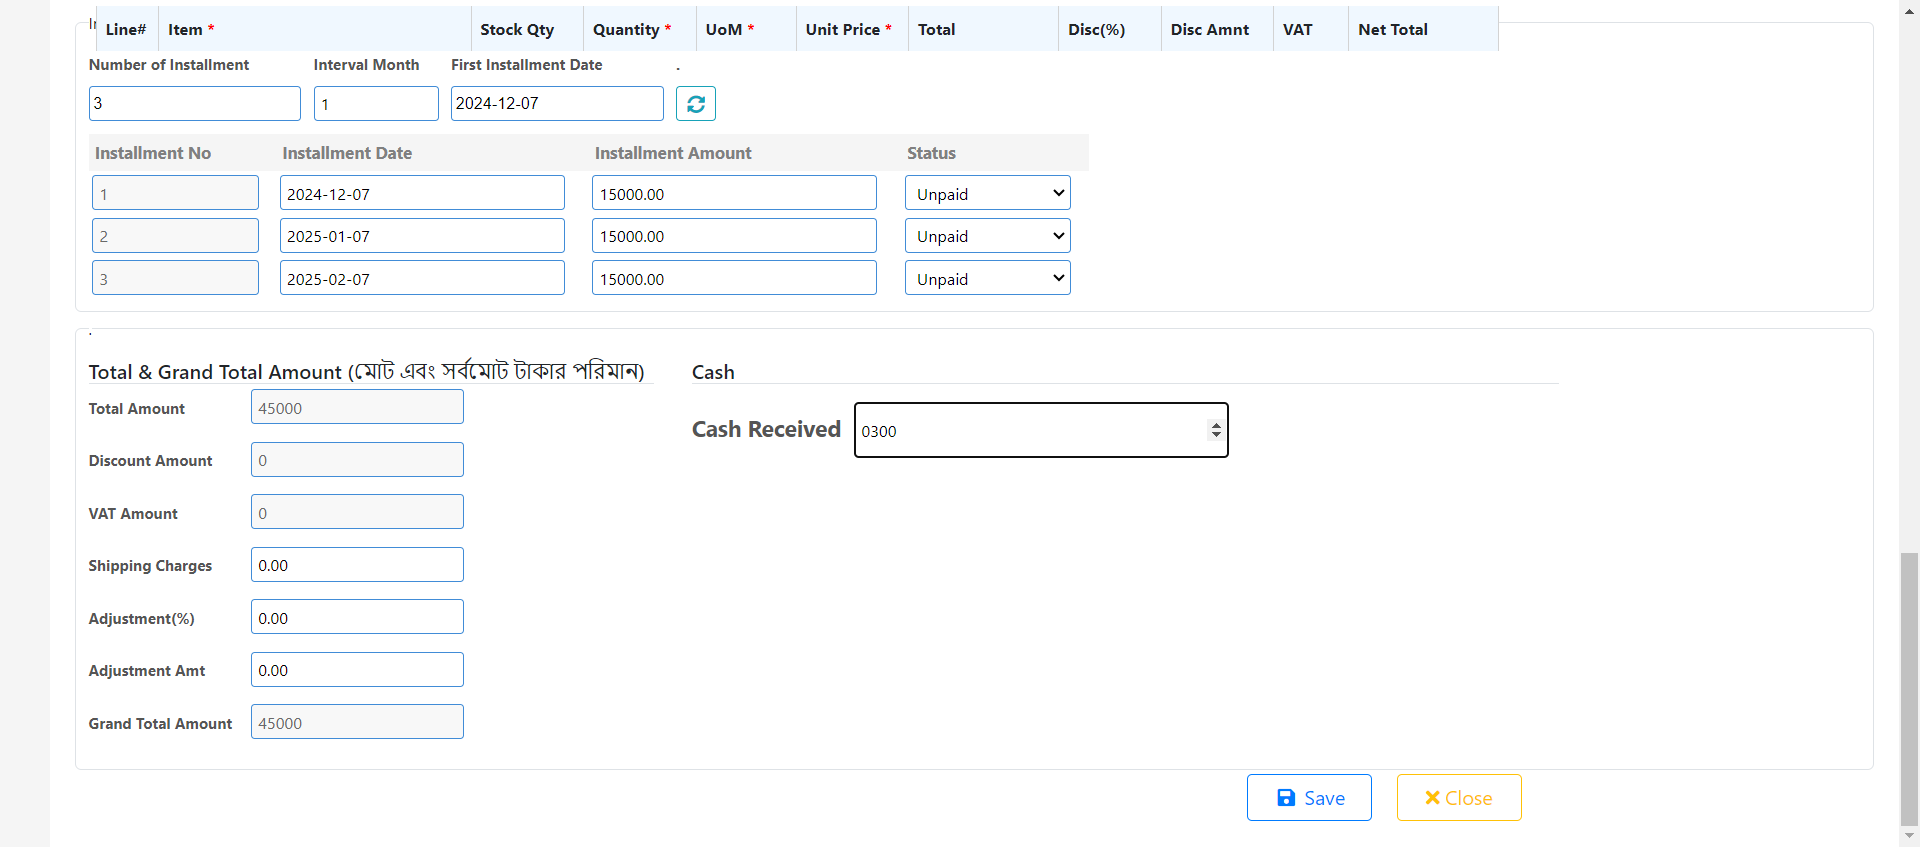 Line# Item * Stock Qty Quantity * UoM * Unit Price * Total Disc(%) Disc Amnt VAT Net Total
Number of Installment Interval Month First Installment Date .
3 1 2024-12-07
Installment No Installment Date Installment Amount Status
1 2024-12-07 15000.00 Unpaid
2 2025-01-07 15000.00 Unpaid
3 2025-02-07 15000.00 Unpaid
.
Total & Grand Total Amount (মোট এবং সর্বমোট টাকার পরিমান) Cash
Total Amount 45000
Cash Received 0300
Discount Amount 0
VAT Amount 0
Shipping Charges 0.00
Adjustment(%) 0.00
Adjustment Amt 0.00
Grand Total Amount 45000
Save Close